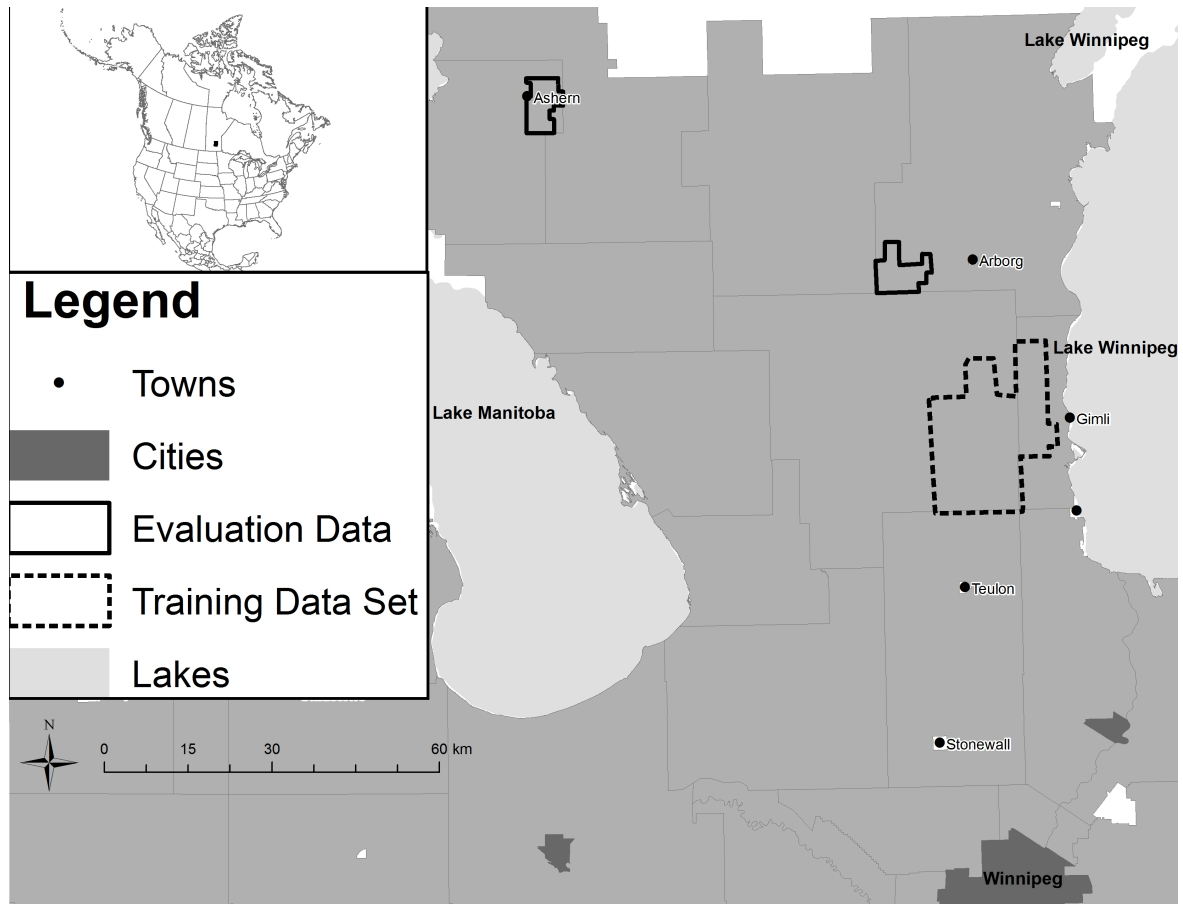 Lake Winnipeg
Ashern
Arborg
Legend
Towns
Lake Winnipeg
Lake Manitoba
Gimli
Cities
Evaluation Data
Training Data Set
Teulon
Lakes
N
0 15 30 60 km
Stonewall
Winnipeg